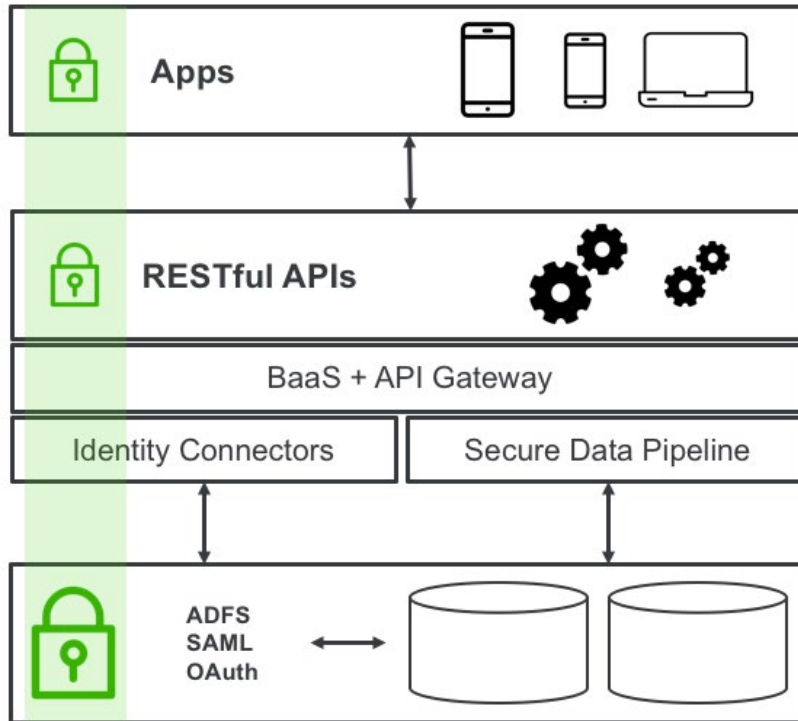 Apps
RESTful APIs
BaaS + API Gateway
Identity Connectors
Secure Data Pipeline
ADFS
SAML
OAuth